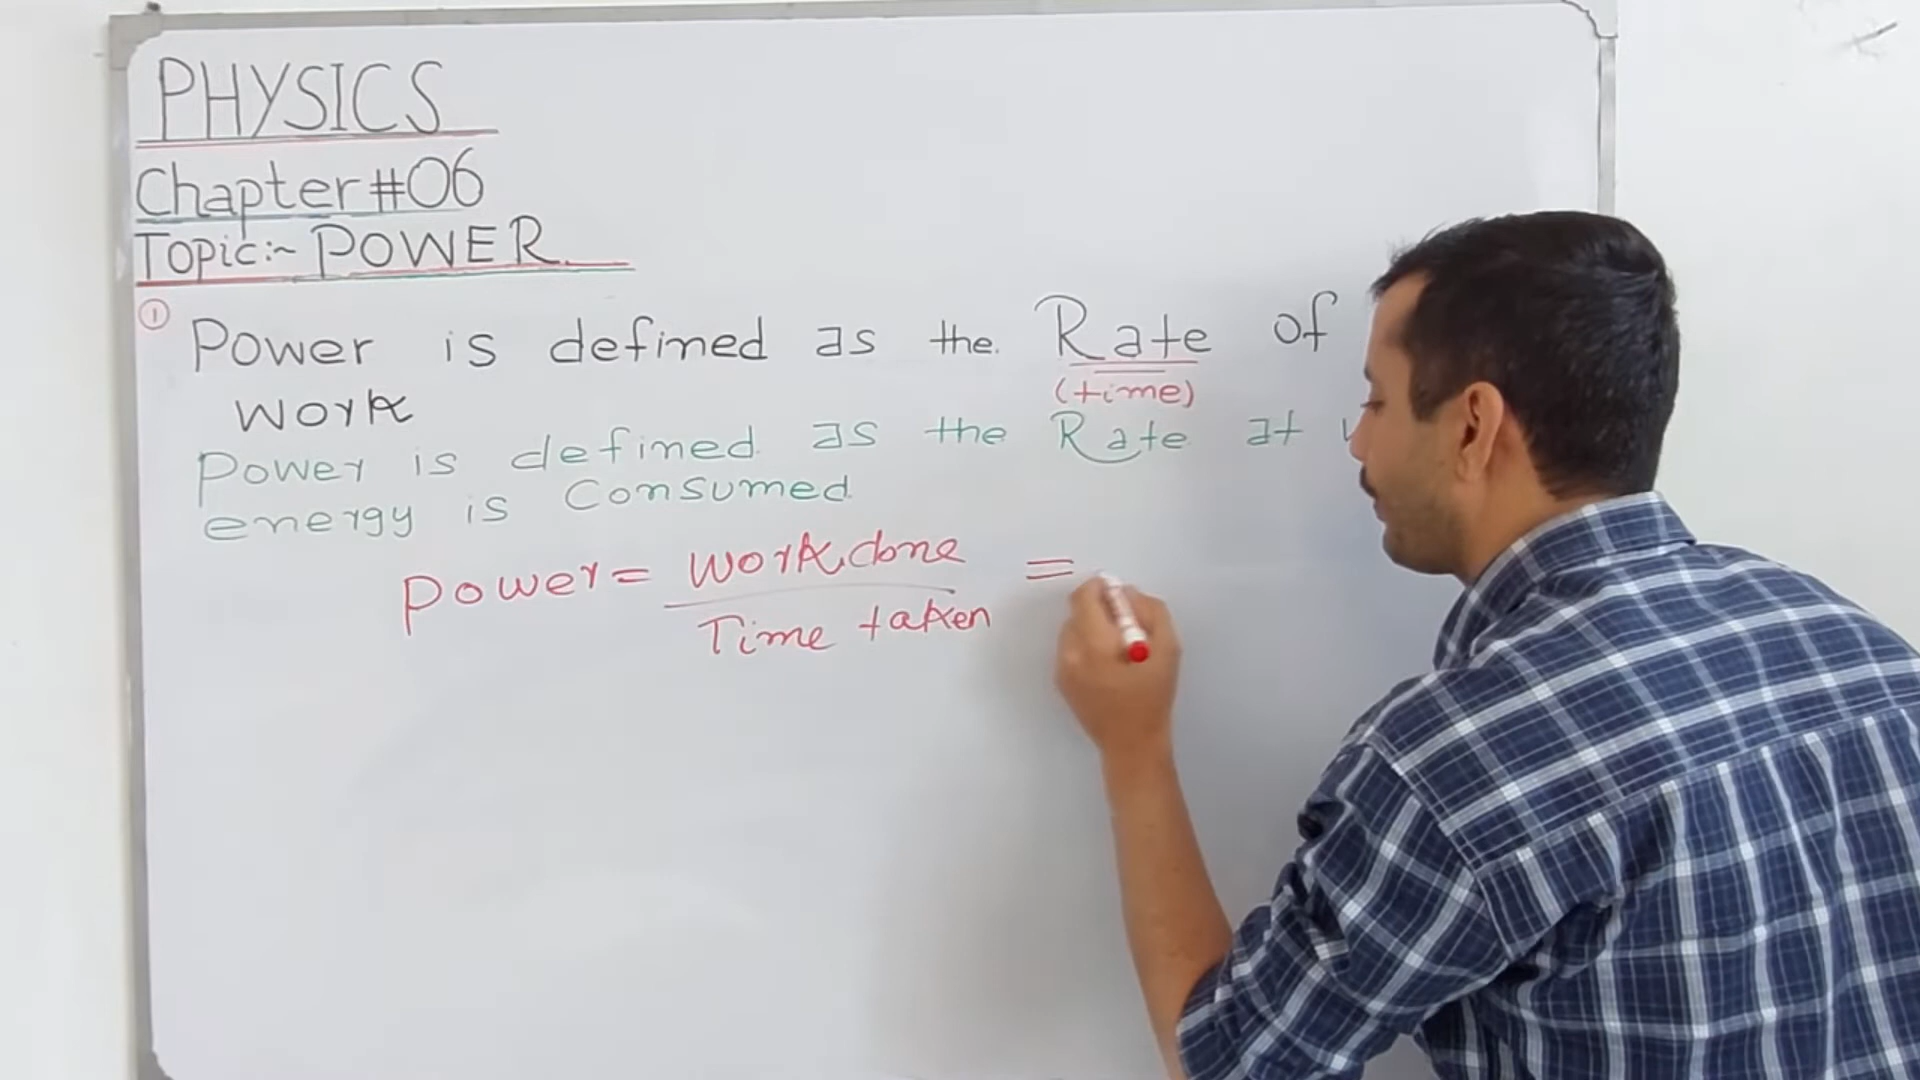 PHYSICS
Chapter #06
Topic:~ POWER.
① Power is defined as the Rate of
(time)
work
Power is defined as the Rate at
energy is Consumed
Power = work done / Time taken =